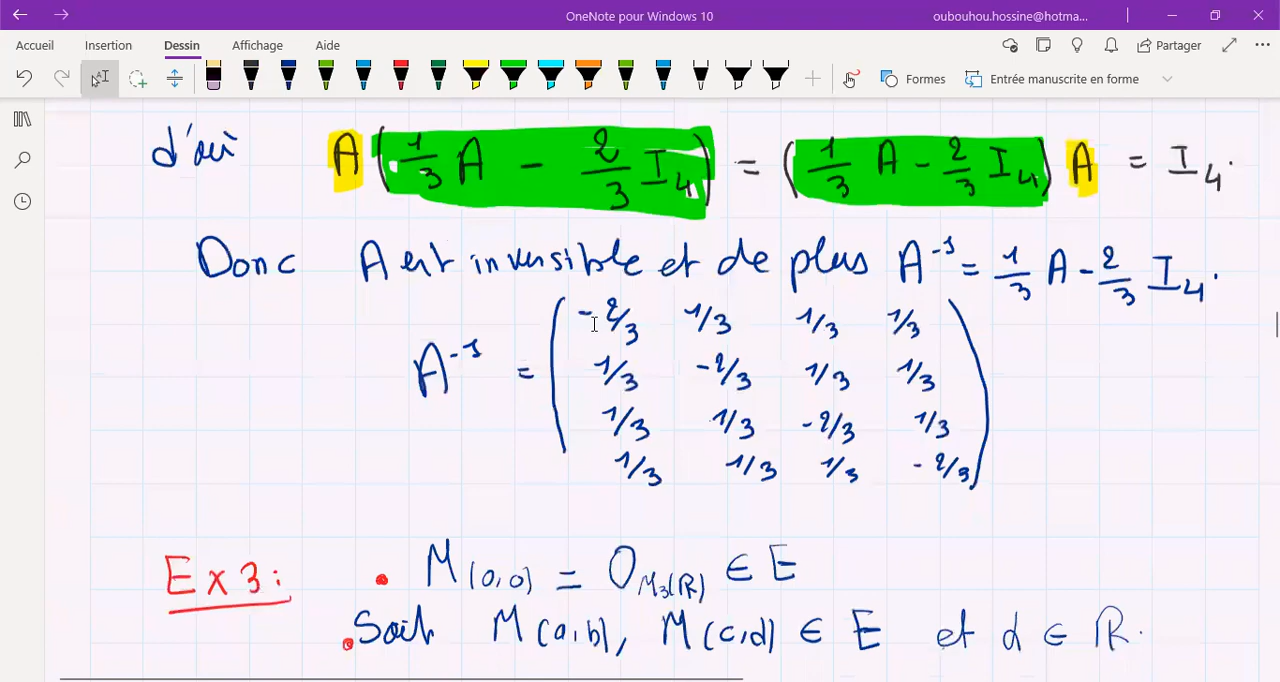 OneNote pour Windows 10
oubouhou.hossine@hotma...
Accueil Insertion Dessin Affichage Aide Partager
Formes Entrée manuscrite en forme
d'où A (1/3 A - 2/3 I₄) = (1/3 A - 2/3 I₄) A = I₄.
Donc A est inversible et de plus A⁻¹ = 1/3 A - 2/3 I₄.
A⁻¹ =
-2/3 1/3 1/3 1/3
1/3 -2/3 1/3 1/3
1/3 1/3 -2/3 1/3
1/3 1/3 1/3 -2/3
Ex 3: • M(0,0) = O_{M₃(ℝ)} ∈ E
• Soit M(a,b), M(c,d) ∈ E et α ∈ ℝ.